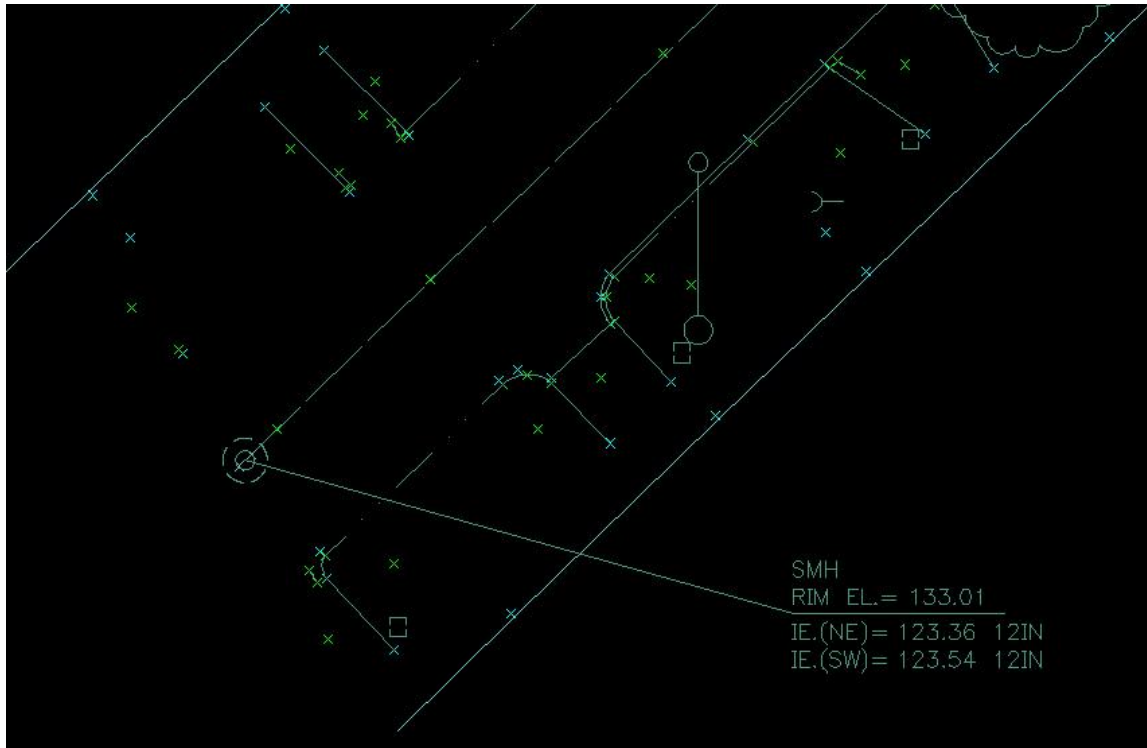 SMH
RIM EL.= 133.01
IE.(NE)= 123.36 12IN
IE.(SW)= 123.54 12IN